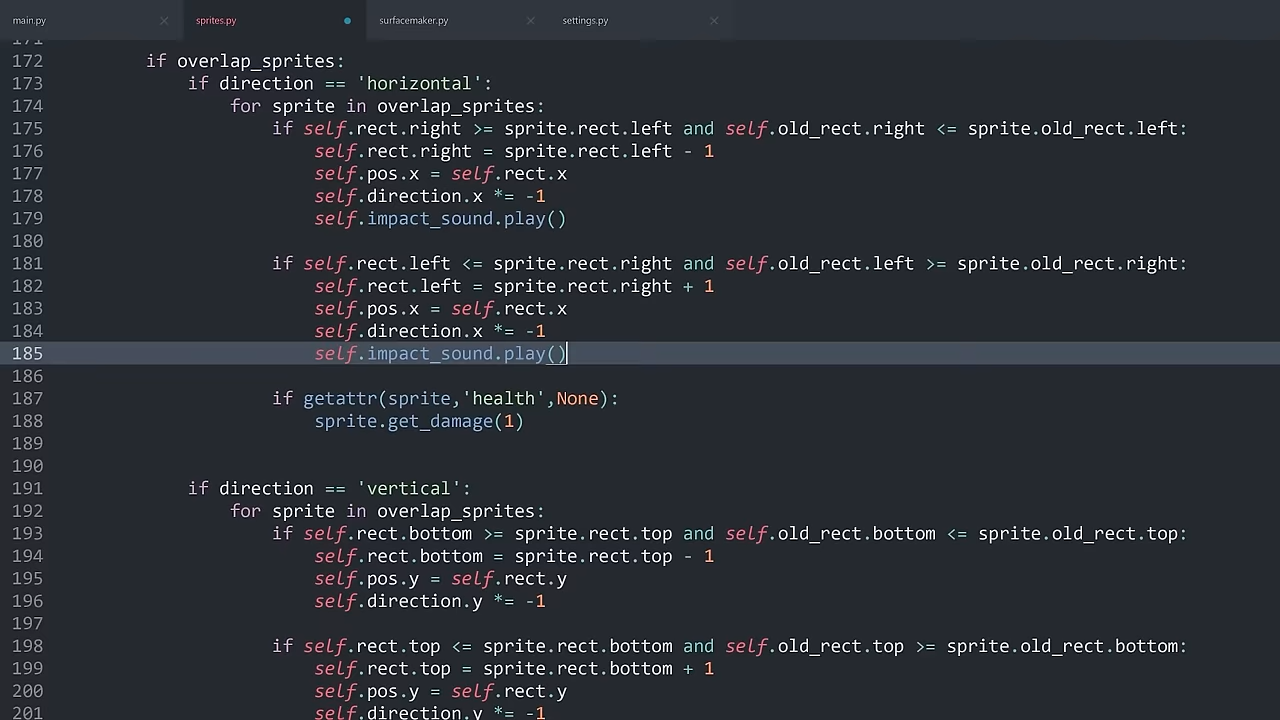 main.py
sprites.py
surfacemaker.py
settings.py
171
172 if overlap_sprites:
173 if direction == 'horizontal':
174 for sprite in overlap_sprites:
175 if self.rect.right >= sprite.rect.left and self.old_rect.right <= sprite.old_rect.left:
176 self.rect.right = sprite.rect.left - 1
177 self.pos.x = self.rect.x
178 self.direction.x *= -1
179 self.impact_sound.play()
180
181 if self.rect.left <= sprite.rect.right and self.old_rect.left >= sprite.old_rect.right:
182 self.rect.left = sprite.rect.right + 1
183 self.pos.x = self.rect.x
184 self.direction.x *= -1
185 self.impact_sound.play()
186
187 if getattr(sprite,'health',None):
188 sprite.get_damage(1)
189
190
191 if direction == 'vertical':
192 for sprite in overlap_sprites:
193 if self.rect.bottom >= sprite.rect.top and self.old_rect.bottom <= sprite.old_rect.top:
194 self.rect.bottom = sprite.rect.top - 1
195 self.pos.y = self.rect.y
196 self.direction.y *= -1
197
198 if self.rect.top <= sprite.rect.bottom and self.old_rect.top >= sprite.old_rect.bottom:
199 self.rect.top = sprite.rect.bottom + 1
200 self.pos.y = self.rect.y
201 self.direction.y *= -1